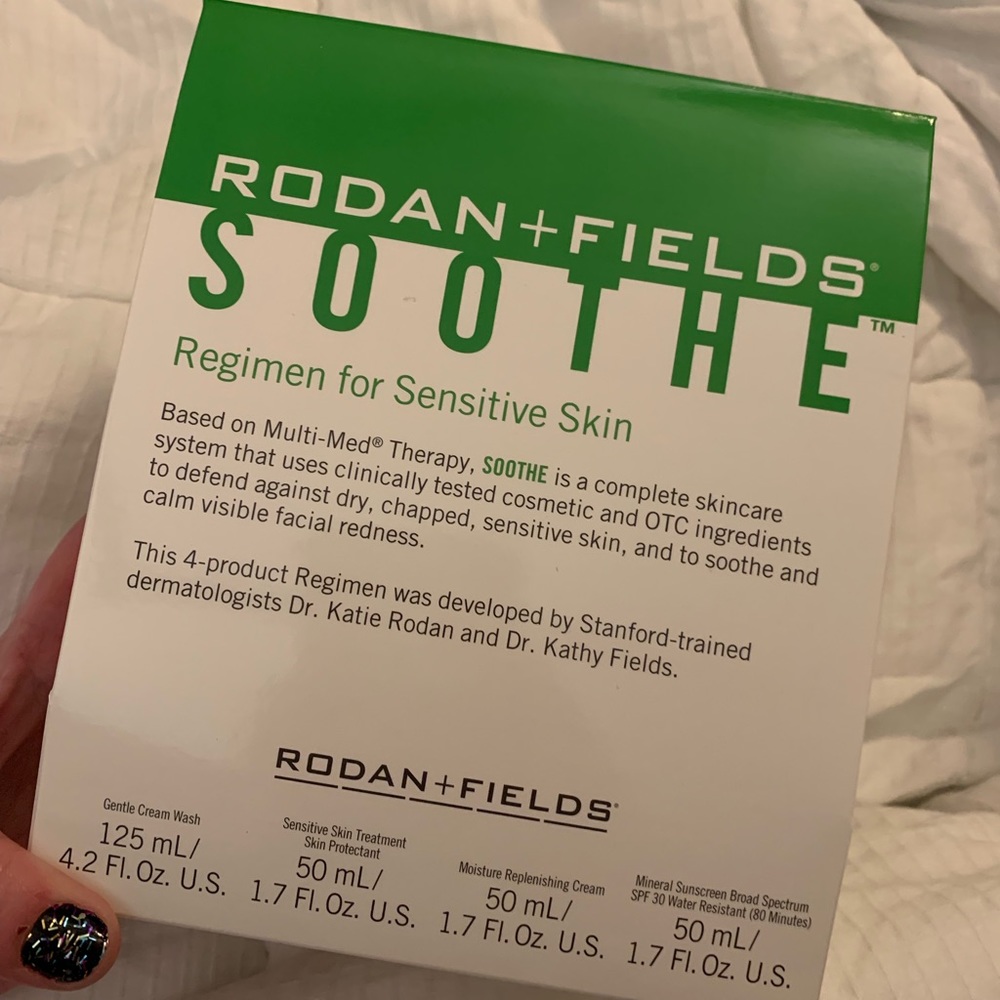 RODAN+FIELDS®
SOOTHE™
Regimen for Sensitive Skin
Based on Multi-Med® Therapy, SOOTHE is a complete skincare
system that uses clinically tested cosmetic and OTC ingredients
to defend against dry, chapped, sensitive skin, and to soothe and
calm visible facial redness.
This 4-product Regimen was developed by Stanford-trained
dermatologists Dr. Katie Rodan and Dr. Kathy Fields.
RODAN+FIELDS®
Gentle Cream Wash
125 mL/
4.2 Fl. Oz. U.S.
Sensitive Skin Treatment
Skin Protectant
50 mL/
1.7 Fl. Oz. U.S.
Moisture Replenishing Cream
50 mL/
1.7 Fl. Oz. U.S.
Mineral Sunscreen Broad Spectrum
SPF 30 Water Resistant (80 Minutes)
50 mL/
1.7 Fl. Oz. U.S.